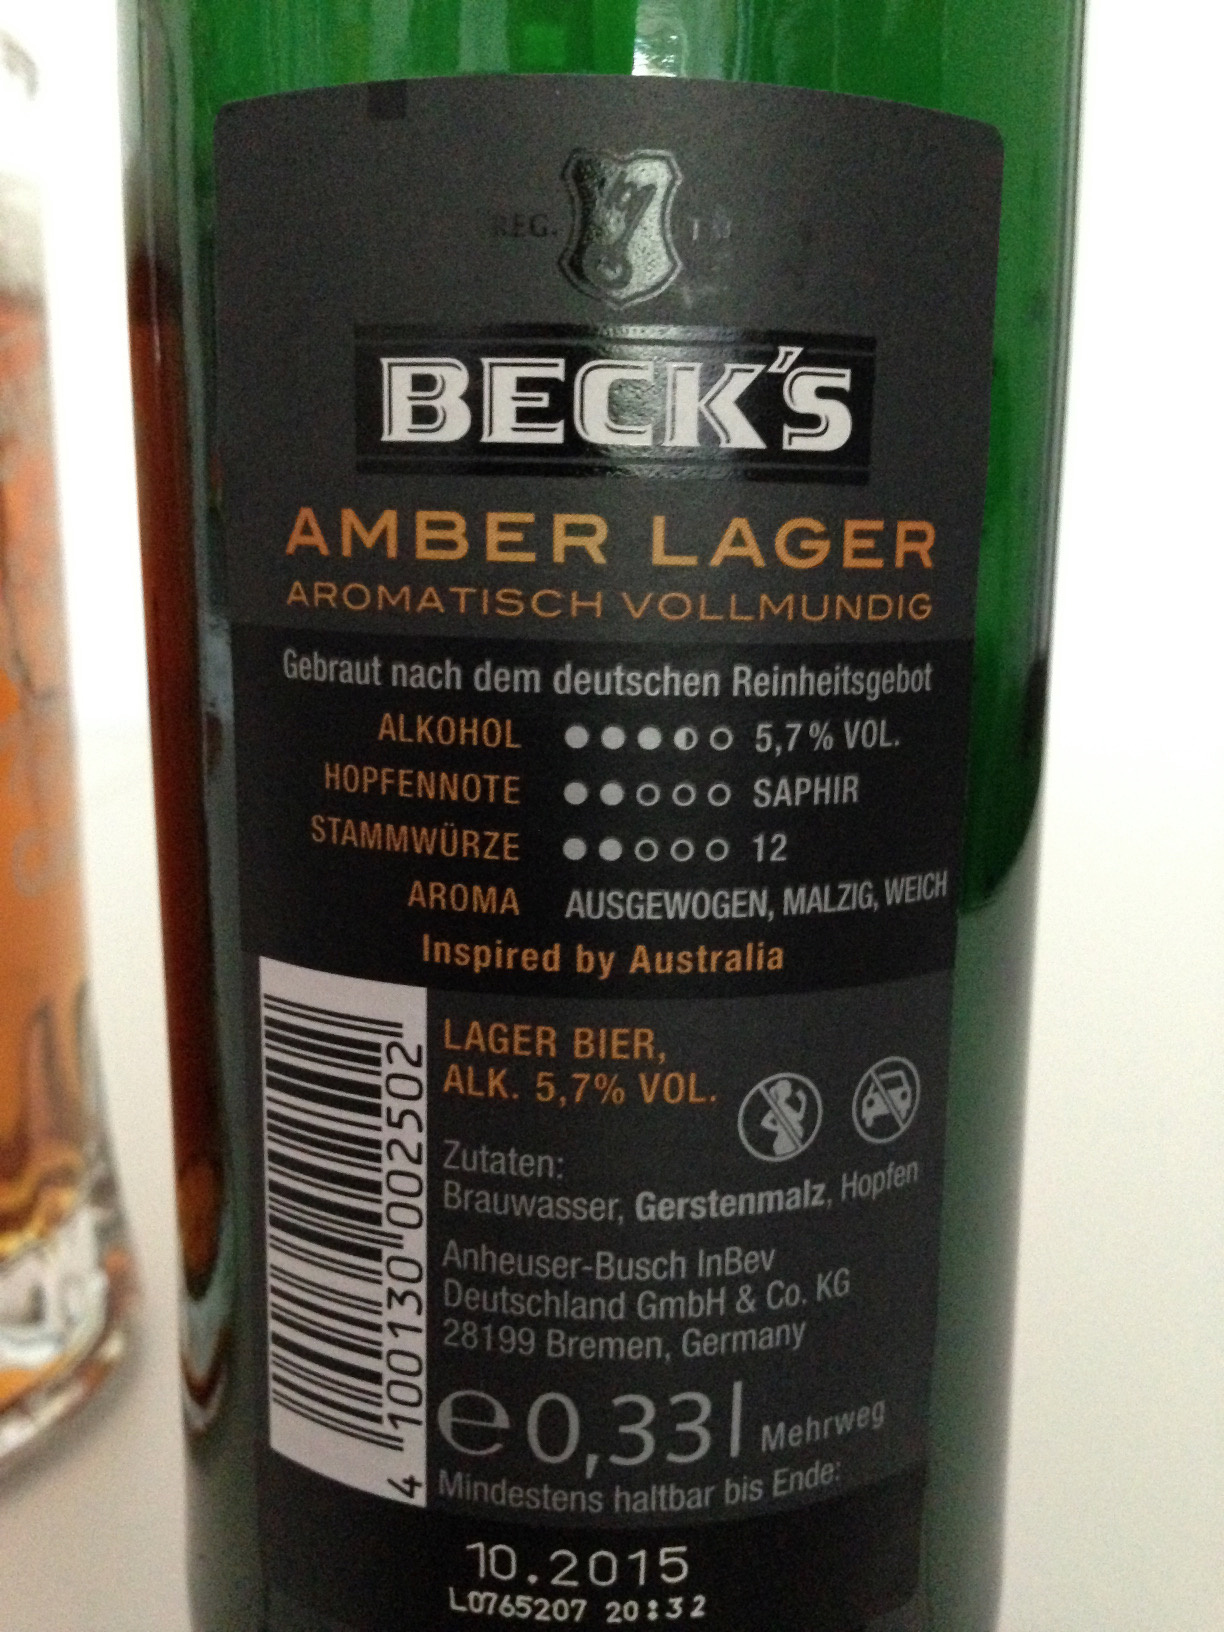 REG. TM
BECK'S
AMBER LAGER
AROMATISCH VOLLMUNDIG
Gebraut nach dem deutschen Reinheitsgebot
ALKOHOL 5,7% VOL.
HOPFENNOTE SAPHIR
STAMMWÜRZE 12
AROMA AUSGEWOGEN, MALZIG, WEICH
Inspired by Australia
LAGER BIER,
ALK. 5,7% VOL.
Zutaten:
Brauwasser, Gerstenmalz, Hopfen
Anheuser-Busch InBev
Deutschland GmbH & Co. KG
28199 Bremen, Germany
e 0,33 l Mehrweg
Mindestens haltbar bis Ende:
10.2015
L0765207 20:32
4 100130 002502